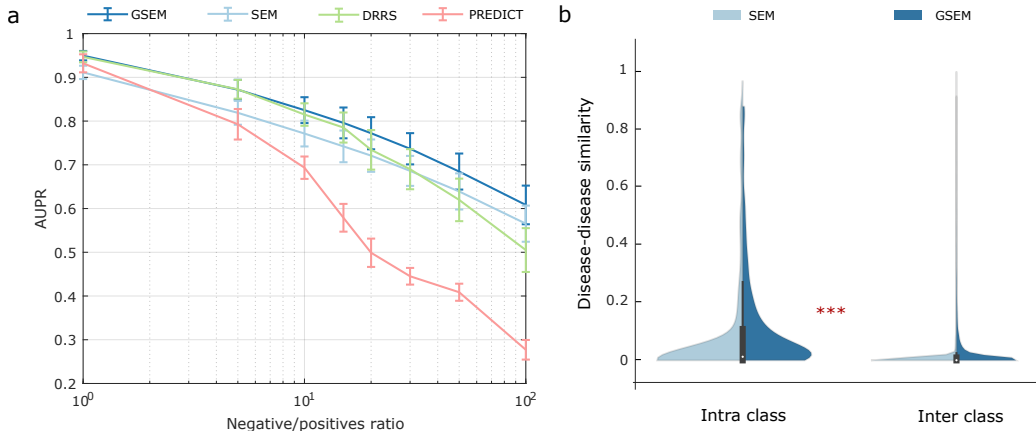 a
GSEM
SEM
DRRS
PREDICT
1
0.9
0.8
0.7
0.6
0.5
0.4
0.3
0.2
AUPR
10^0
10^1
10^2
Negative/positives ratio
b
SEM
GSEM
1
0.8
0.6
0.4
0.2
0
Disease-disease similarity
***
Intra class
Inter class